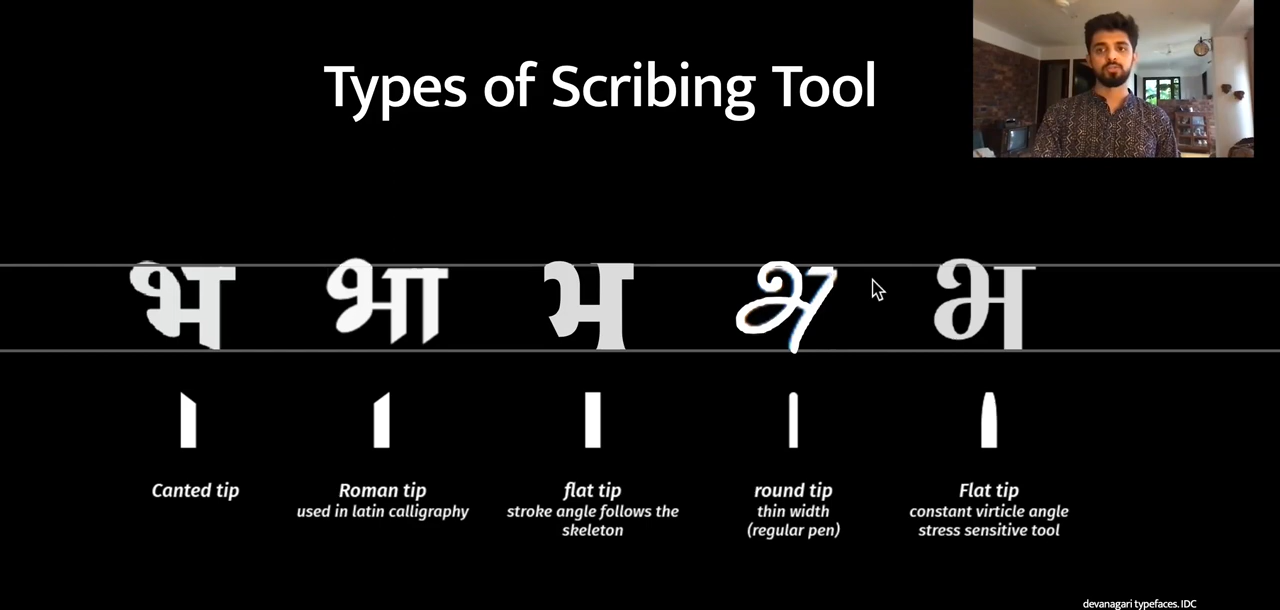 Types of Scribing Tool
भ भा भ भ भ
Canted tip
Roman tip
used in latin calligraphy
flat tip
stroke angle follows the
skeleton
round tip
thin width
(regular pen)
Flat tip
constant virticle angle
stress sensitive tool
devanagari typefaces. IDC